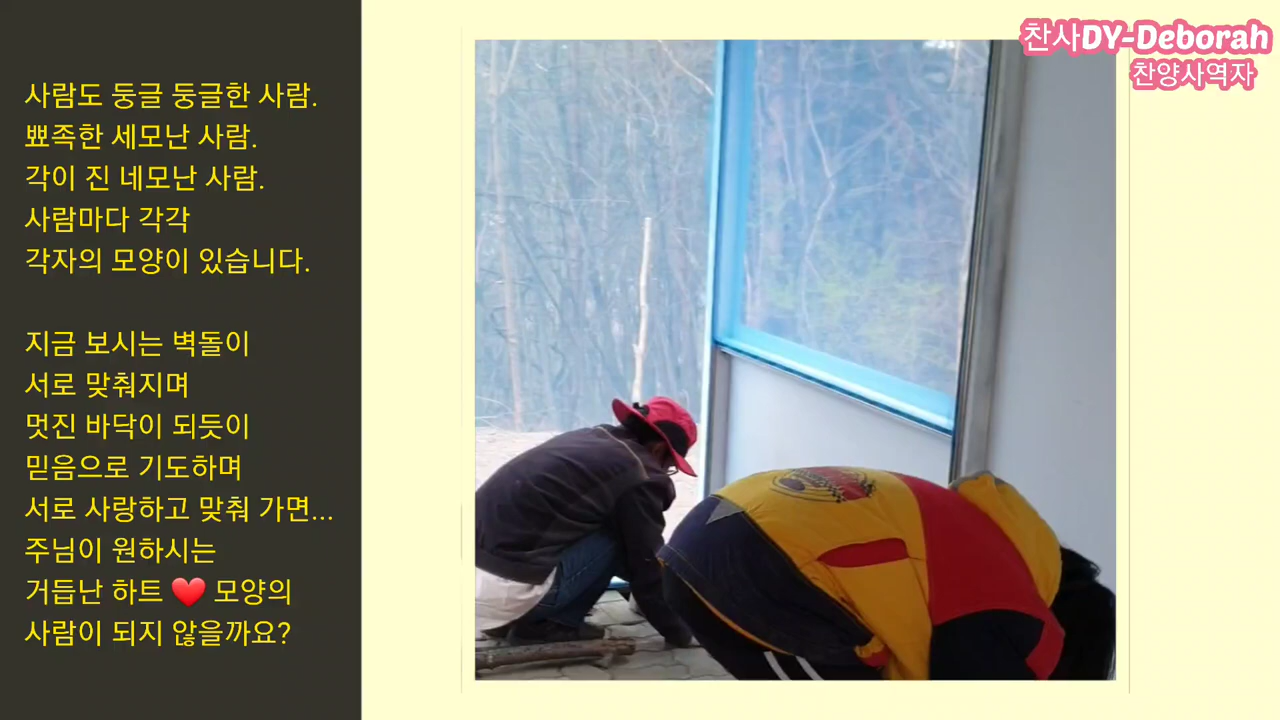 찬사DY-Deborah
찬양사역자
사람도 둥글 둥글한 사람.
뾰족한 세모난 사람.
각이 진 네모난 사람.
사람마다 각각
각자의 모양이 있습니다.
지금 보시는 벽돌이
서로 맞춰지며
멋진 바닥이 되듯이
믿음으로 기도하며
서로 사랑하고 맞춰 가면...
주님이 원하시는
거듭난 하트 ❤️ 모양의
사람이 되지 않을까요?